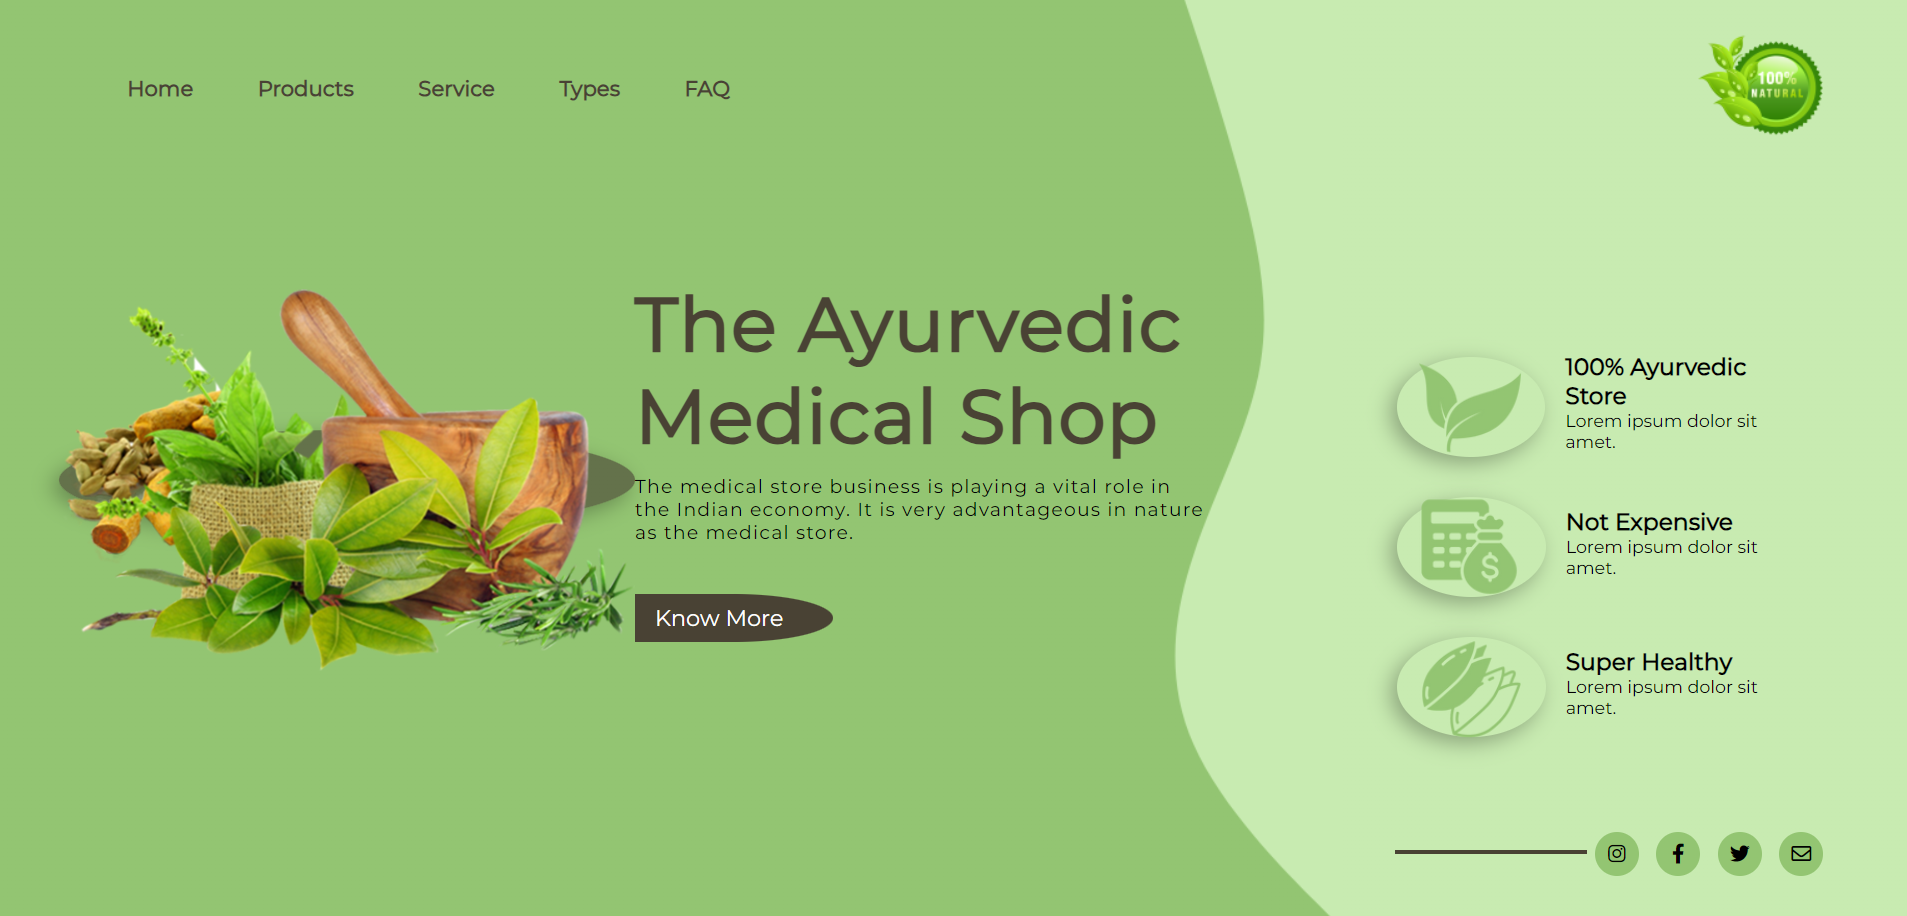 Home
Products
Service
Types
FAQ
100%
NATURAL
The Ayurvedic
Medical Shop
The medical store business is playing a vital role in
the Indian economy. It is very advantageous in nature
as the medical store.
Know More
100% Ayurvedic
Store
Lorem ipsum dolor sit
amet.
Not Expensive
Lorem ipsum dolor sit
amet.
Super Healthy
Lorem ipsum dolor sit
amet.